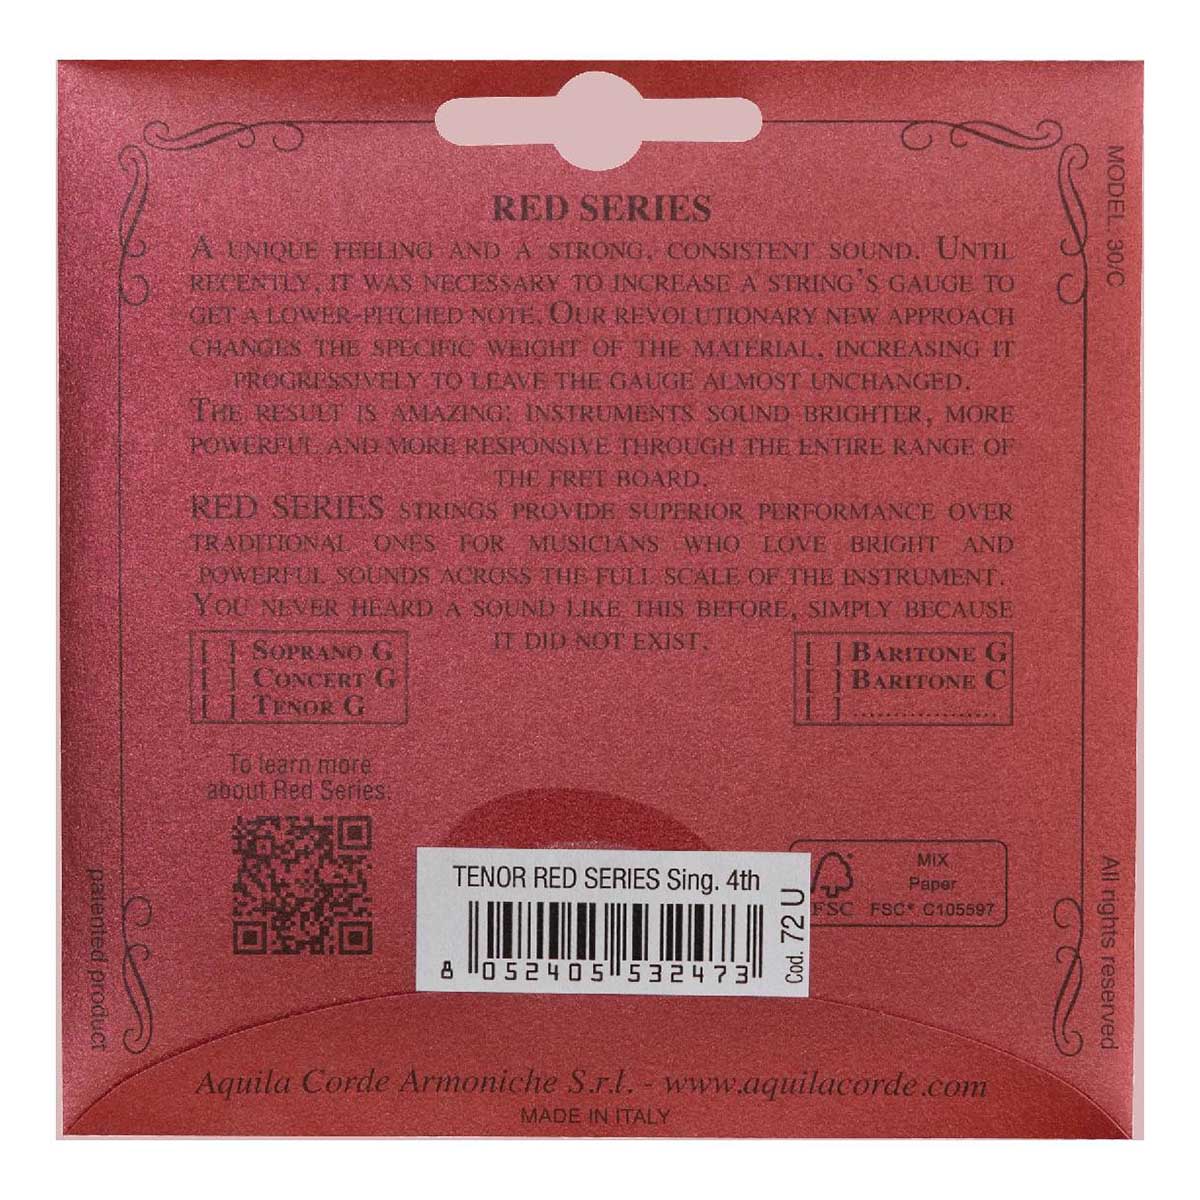 RED SERIES
A UNIQUE FEELING AND A STRONG, CONSISTENT SOUND. UNTIL
RECENTLY, IT WAS NECESSARY TO INCREASE A STRING'S GAUGE TO
GET A LOWER-PITCHED NOTE. OUR REVOLUTIONARY NEW APPROACH
CHANGES THE SPECIFIC WEIGHT OF THE MATERIAL, INCREASING IT
PROGRESSIVELY TO LEAVE THE GAUGE ALMOST UNCHANGED.
THE RESULT IS AMAZING: INSTRUMENTS SOUND BRIGHTER, MORE
POWERFUL AND MORE RESPONSIVE THROUGH THE ENTIRE RANGE OF
THE FRET BOARD.
RED SERIES STRINGS PROVIDE SUPERIOR PERFORMANCE OVER
TRADITIONAL ONES FOR MUSICIANS WHO LOVE BRIGHT AND
POWERFUL SOUNDS ACROSS THE FULL SCALE OF THE INSTRUMENT.
YOU NEVER HEARD A SOUND LIKE THIS BEFORE, SIMPLY BECAUSE
IT DID NOT EXIST.
[ ] SOPRANO G
[ ] CONCERT G
[ ] TENOR G
[ ] BARITONE G
[ ] BARITONE C
[ ] ..................
MODEL. 30/C
To learn more
about Red Series.
TENOR RED SERIES Sing. 4th
8 052405 532473
Cod. 72 U
FSC
MIX
Paper
FSC® C105597
patented product
All rights reserved
Aquila Corde Armoniche S.r.l. - www.aquilacorde.com
MADE IN ITALY